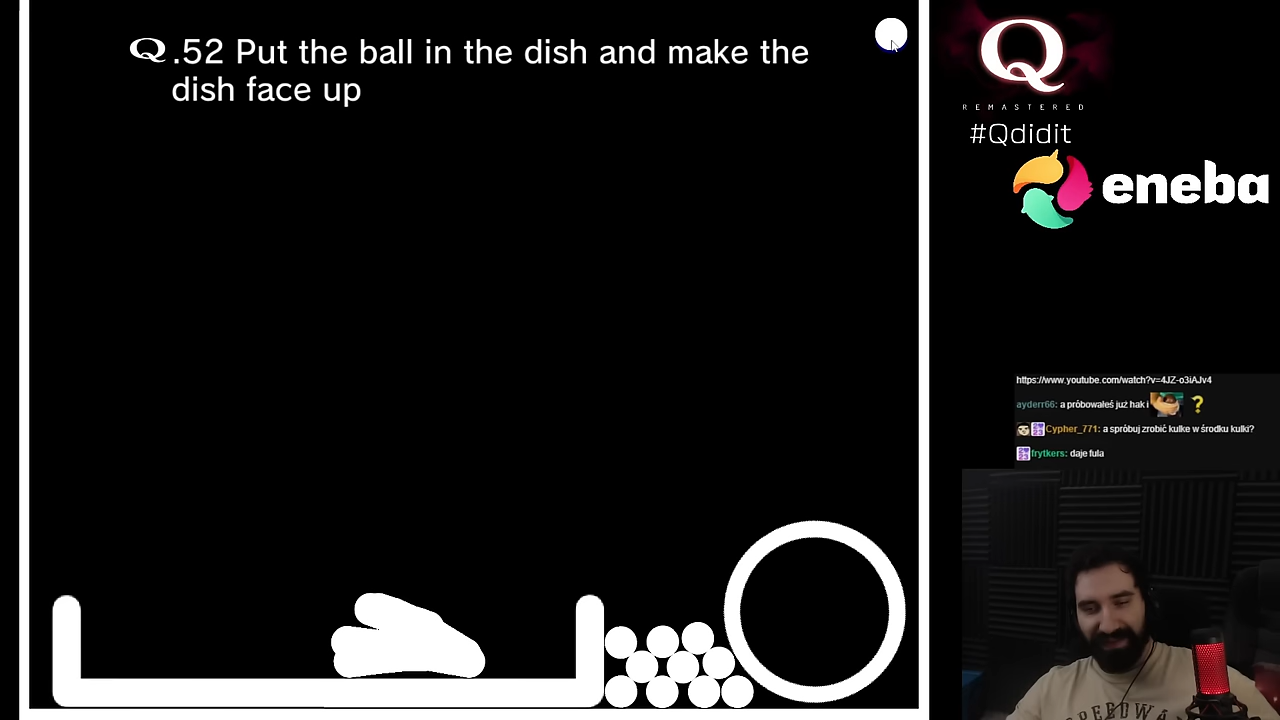 Q.52 Put the ball in the dish and make the
dish face up
Q
REMASTERED
#Qdidit
eneba
https://www.youtube.com/watch?v=4JZ-o3iAJv4
ayderr66: a próbowałeś już hak i
Cypher_771: a spróbuj zrobić kulke w środku kulki?
frytkers: daje fula